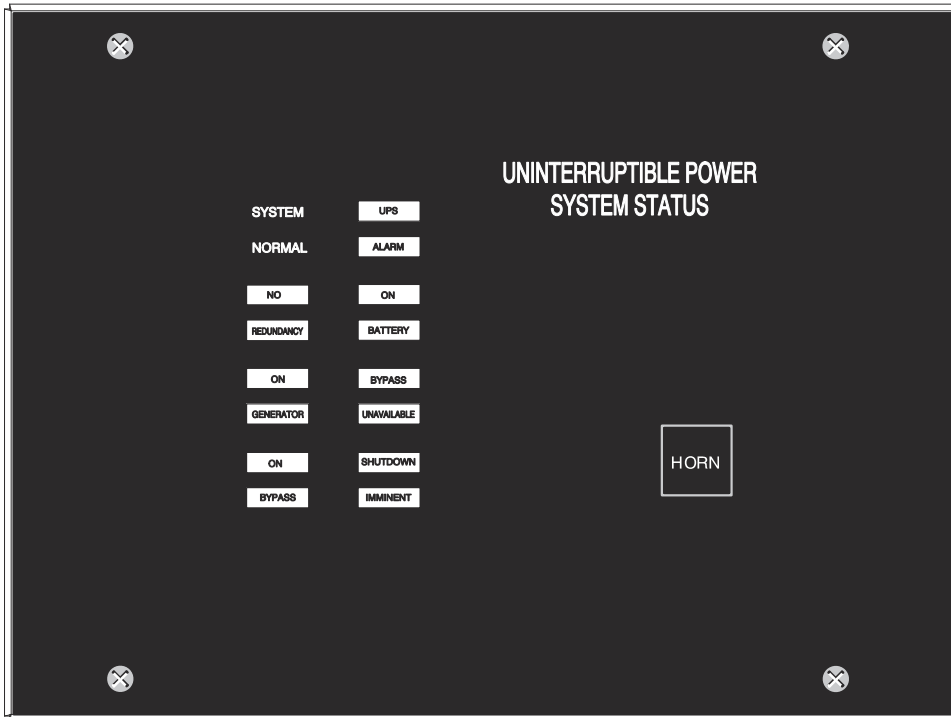 UNINTERRUPTIBLE POWER
SYSTEM STATUS
SYSTEM
NORMAL
UPS
ALARM
NO
REDUNDANCY
ON
BATTERY
ON
GENERATOR
BYPASS
UNAVAILABLE
ON
BYPASS
SHUTDOWN
IMMINENT
HORN